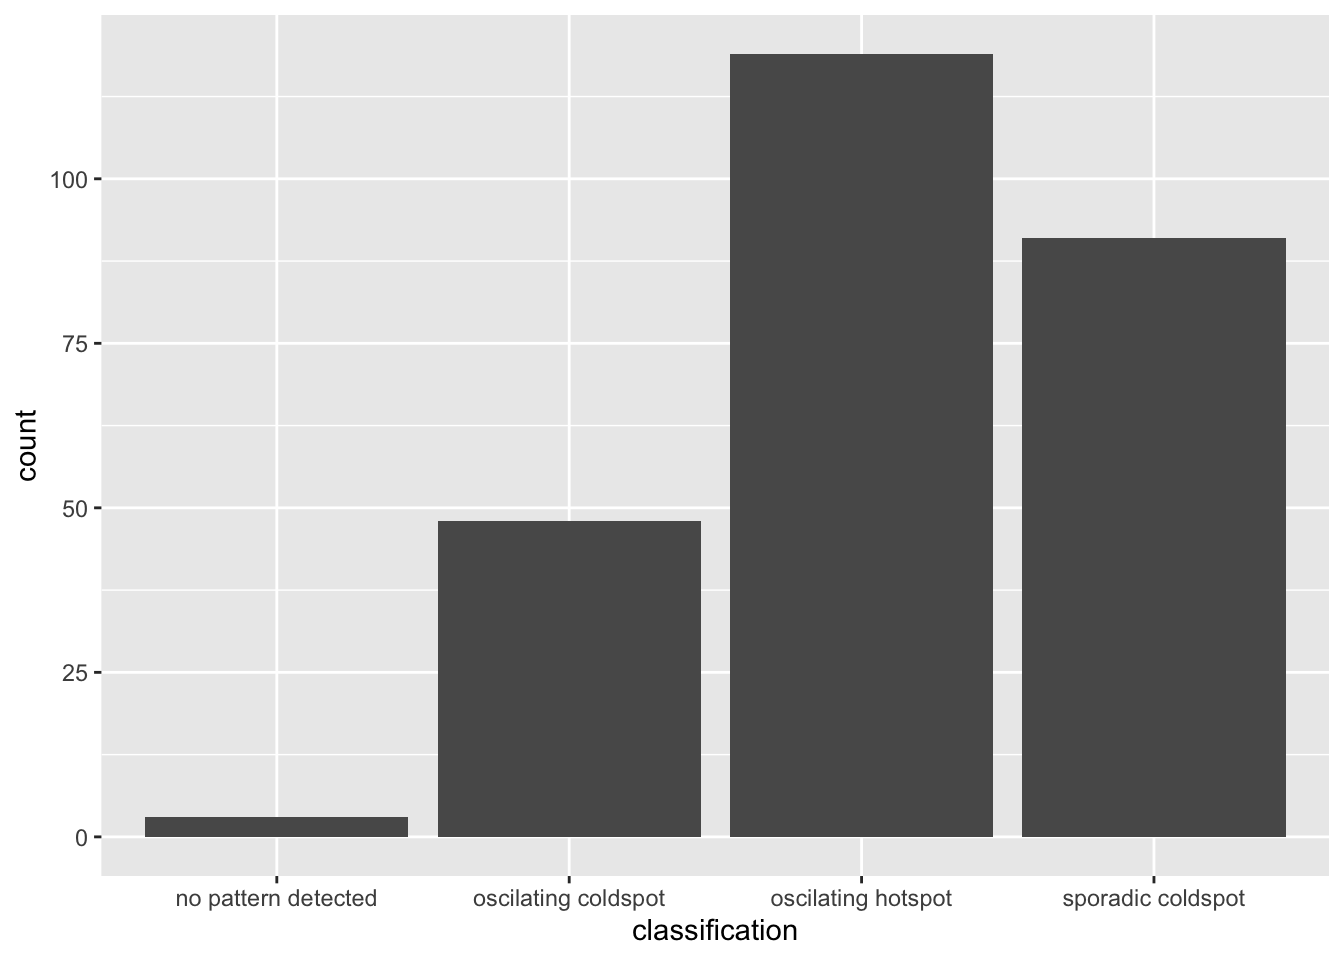 count
100
75
50
25
0
no pattern detected
oscilating coldspot
oscilating hotspot
sporadic coldspot
classification